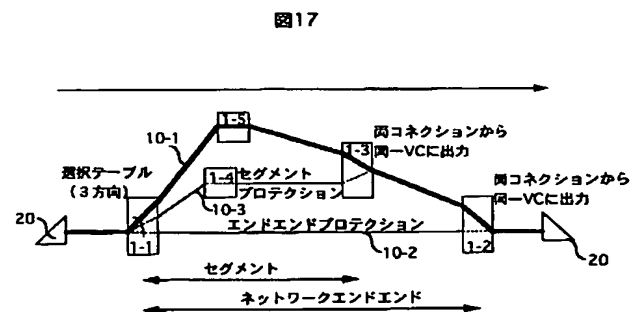 図17
1-5
10-1
両コネクションから
同一VCに出力
1-3
選択テーブル
(3方向)
1-4
セグメント
プロテクション
両コネクションから
同一VCに出力
10-3
20
エンドエンドプロテクション
1-1
10-2
1-2
20
セグメント
ネットワークエンドエンド